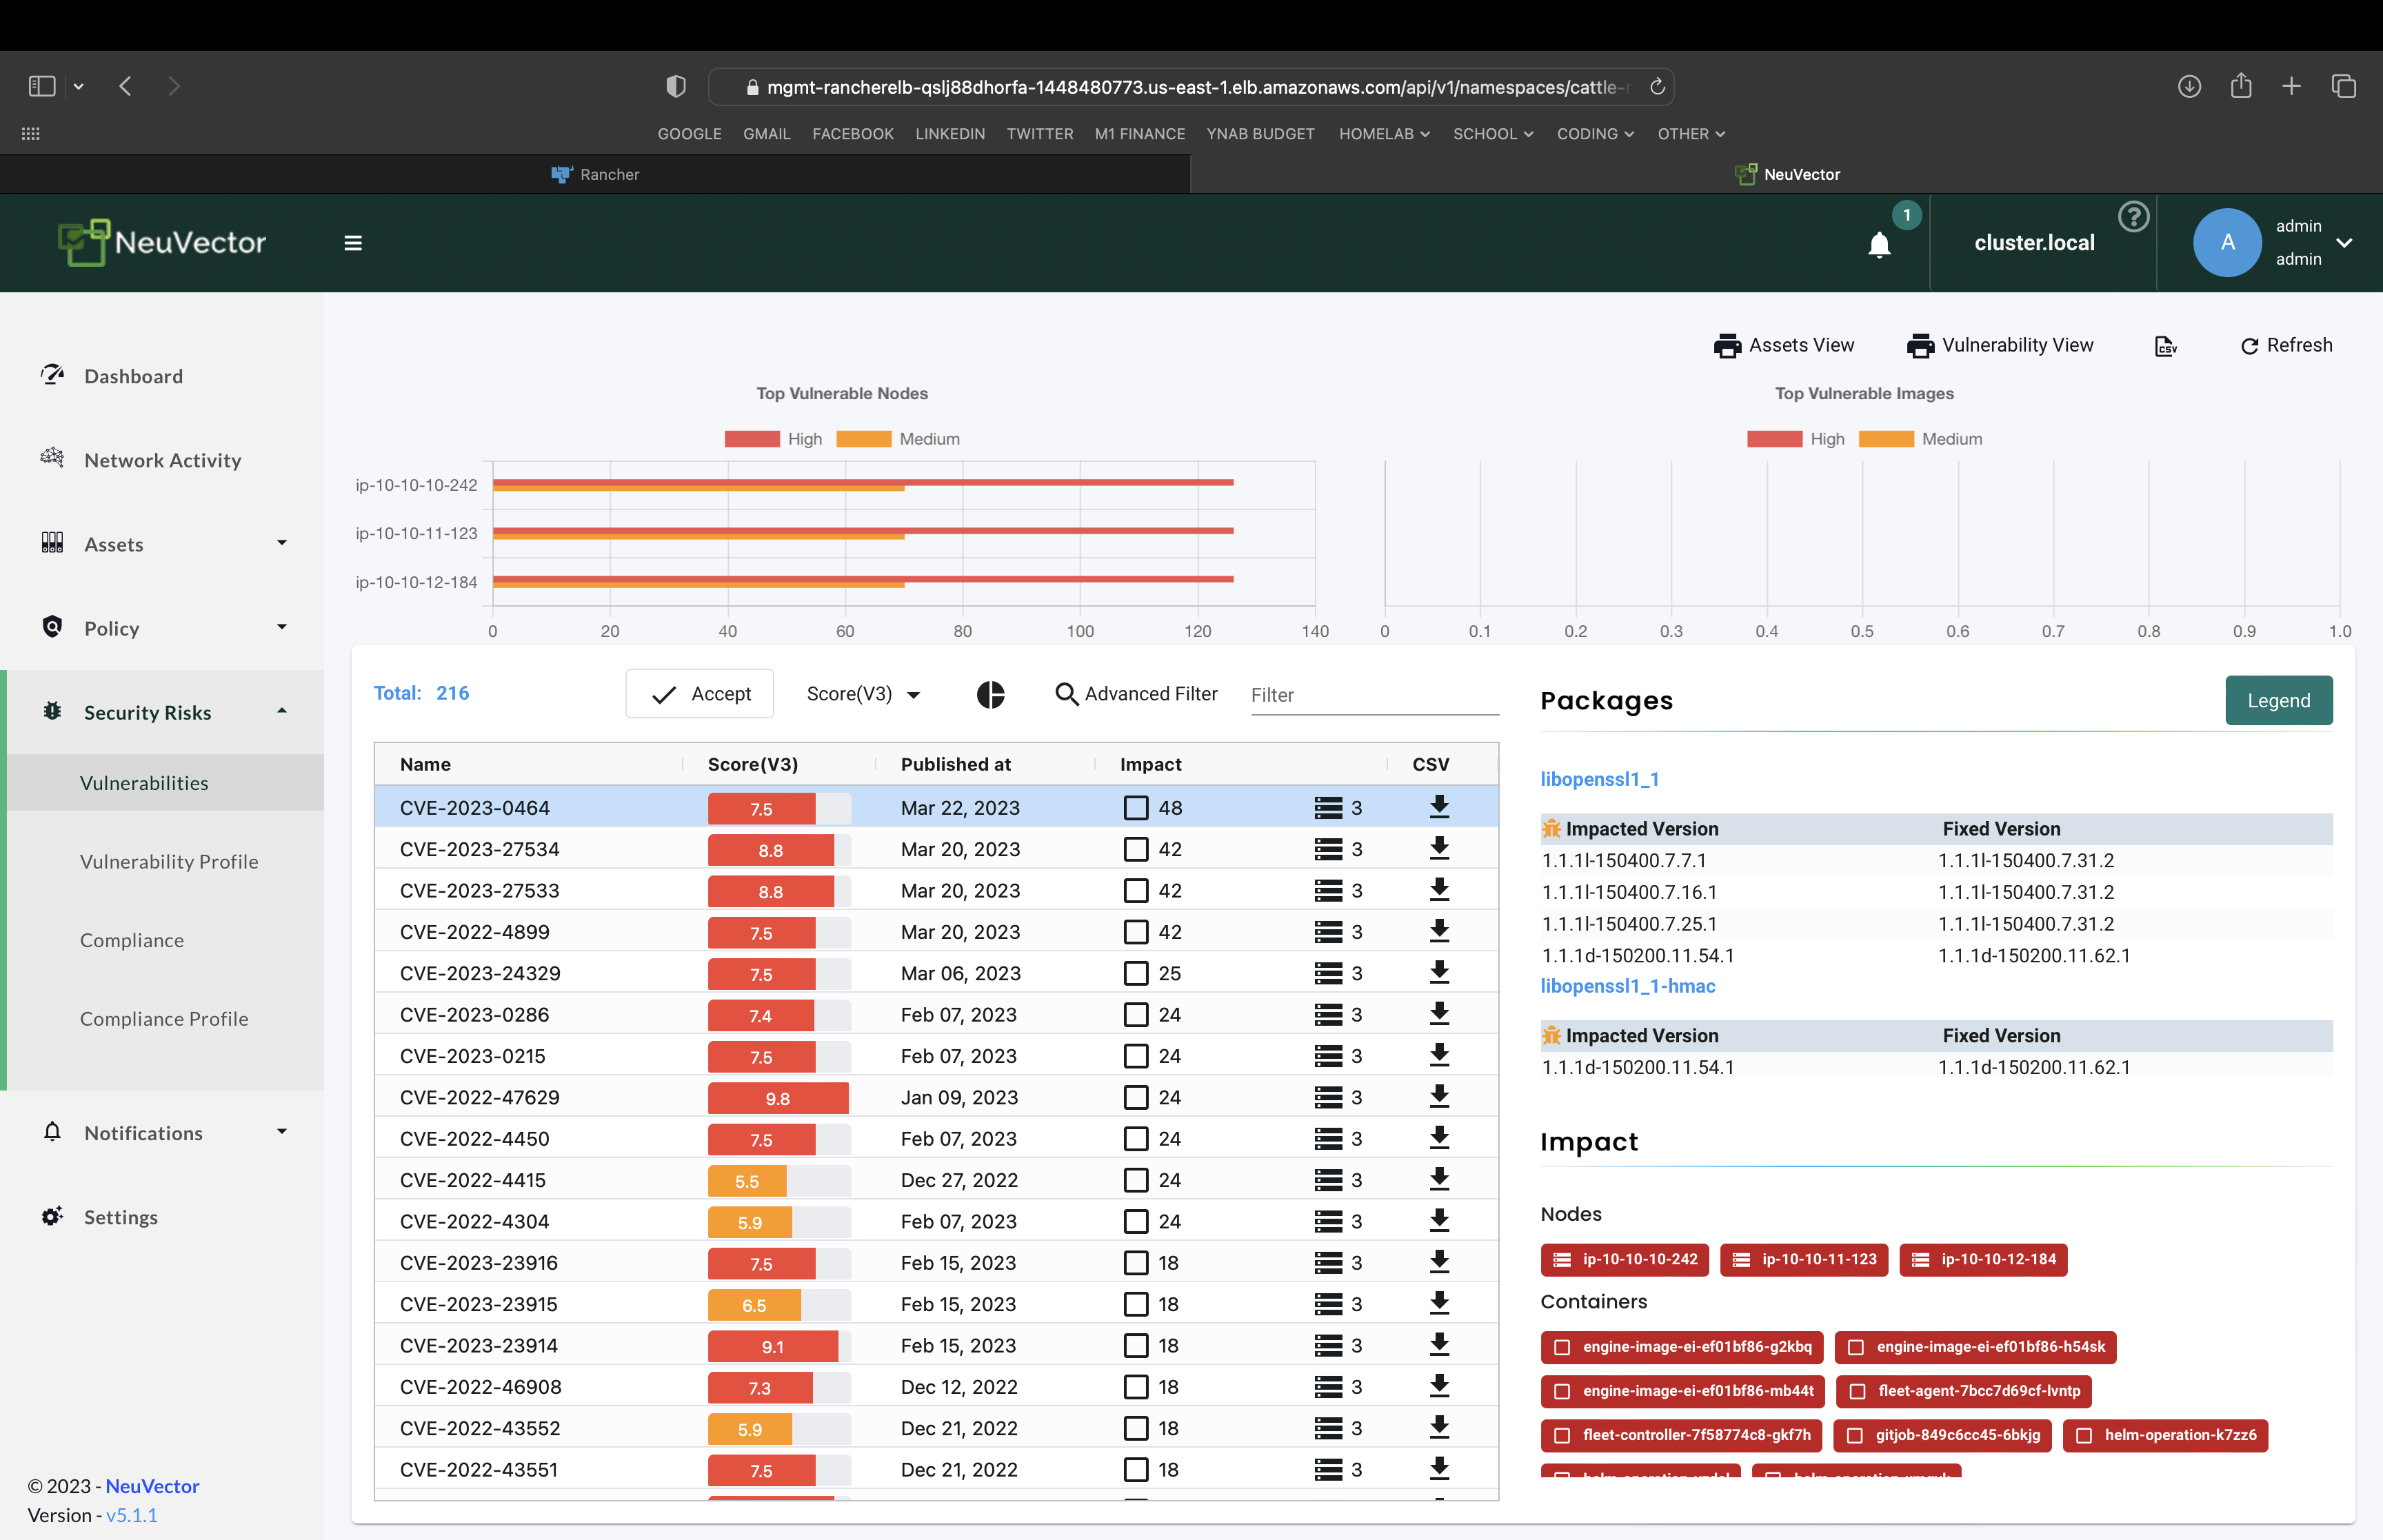 mgmt-rancherelb-qslj88dhorfa-1448480773.us-east-1.elb.amazonaws.com/api/v1/namespaces/cattle-
GOOGLE GMAIL FACEBOOK LINKEDIN TWITTER M1 FINANCE YNAB BUDGET HOMELAB SCHOOL CODING OTHER
Rancher NeuVector
NeuVector 1 cluster.local ? A admin
admin
Dashboard
Network Activity
Assets
Policy
Security Risks
Vulnerabilities
Vulnerability Profile
Compliance
Compliance Profile
Notifications
Settings
© 2023 - NeuVector
Version - v5.1.1
Assets View Vulnerability View CSV Refresh
Top Vulnerable Nodes
High Medium
ip-10-10-10-242
ip-10-10-11-123
ip-10-10-12-184
0 20 40 60 80 100 120 140
Top Vulnerable Images
High Medium
0 0.1 0.2 0.3 0.4 0.5 0.6 0.7 0.8 0.9 1.0
Total: 216 Accept Score(V3) Advanced Filter Filter
Name Score(V3) Published at Impact CSV
CVE-2023-0464 7.5 Mar 22, 2023 48 3
CVE-2023-27534 8.8 Mar 20, 2023 42 3
CVE-2023-27533 8.8 Mar 20, 2023 42 3
CVE-2022-4899 7.5 Mar 20, 2023 42 3
CVE-2023-24329 7.5 Mar 06, 2023 25 3
CVE-2023-0286 7.4 Feb 07, 2023 24 3
CVE-2023-0215 7.5 Feb 07, 2023 24 3
CVE-2022-47629 9.8 Jan 09, 2023 24 3
CVE-2022-4450 7.5 Feb 07, 2023 24 3
CVE-2022-4415 5.5 Dec 27, 2022 24 3
CVE-2022-4304 5.9 Feb 07, 2023 24 3
CVE-2023-23916 7.5 Feb 15, 2023 18 3
CVE-2023-23915 6.5 Feb 15, 2023 18 3
CVE-2023-23914 9.1 Feb 15, 2023 18 3
CVE-2022-46908 7.3 Dec 12, 2022 18 3
CVE-2022-43552 5.9 Dec 21, 2022 18 3
CVE-2022-43551 7.5 Dec 21, 2022 18 3
Packages Legend
libopenssl1_1
Impacted Version Fixed Version
1.1.1l-150400.7.7.1 1.1.1l-150400.7.31.2
1.1.1l-150400.7.16.1 1.1.1l-150400.7.31.2
1.1.1l-150400.7.25.1 1.1.1l-150400.7.31.2
1.1.1d-150200.11.54.1 1.1.1d-150200.11.62.1
libopenssl1_1-hmac
Impacted Version Fixed Version
1.1.1d-150200.11.54.1 1.1.1d-150200.11.62.1
Impact
Nodes
ip-10-10-10-242 ip-10-10-11-123 ip-10-10-12-184
Containers
engine-image-ei-ef01bf86-g2kbq engine-image-ei-ef01bf86-h54sk
engine-image-ei-ef01bf86-mb44t fleet-agent-7bcc7d69cf-lvntp
fleet-controller-7f58774c8-gkf7h gitjob-849c6cc45-6bkjg helm-operation-k7zz6